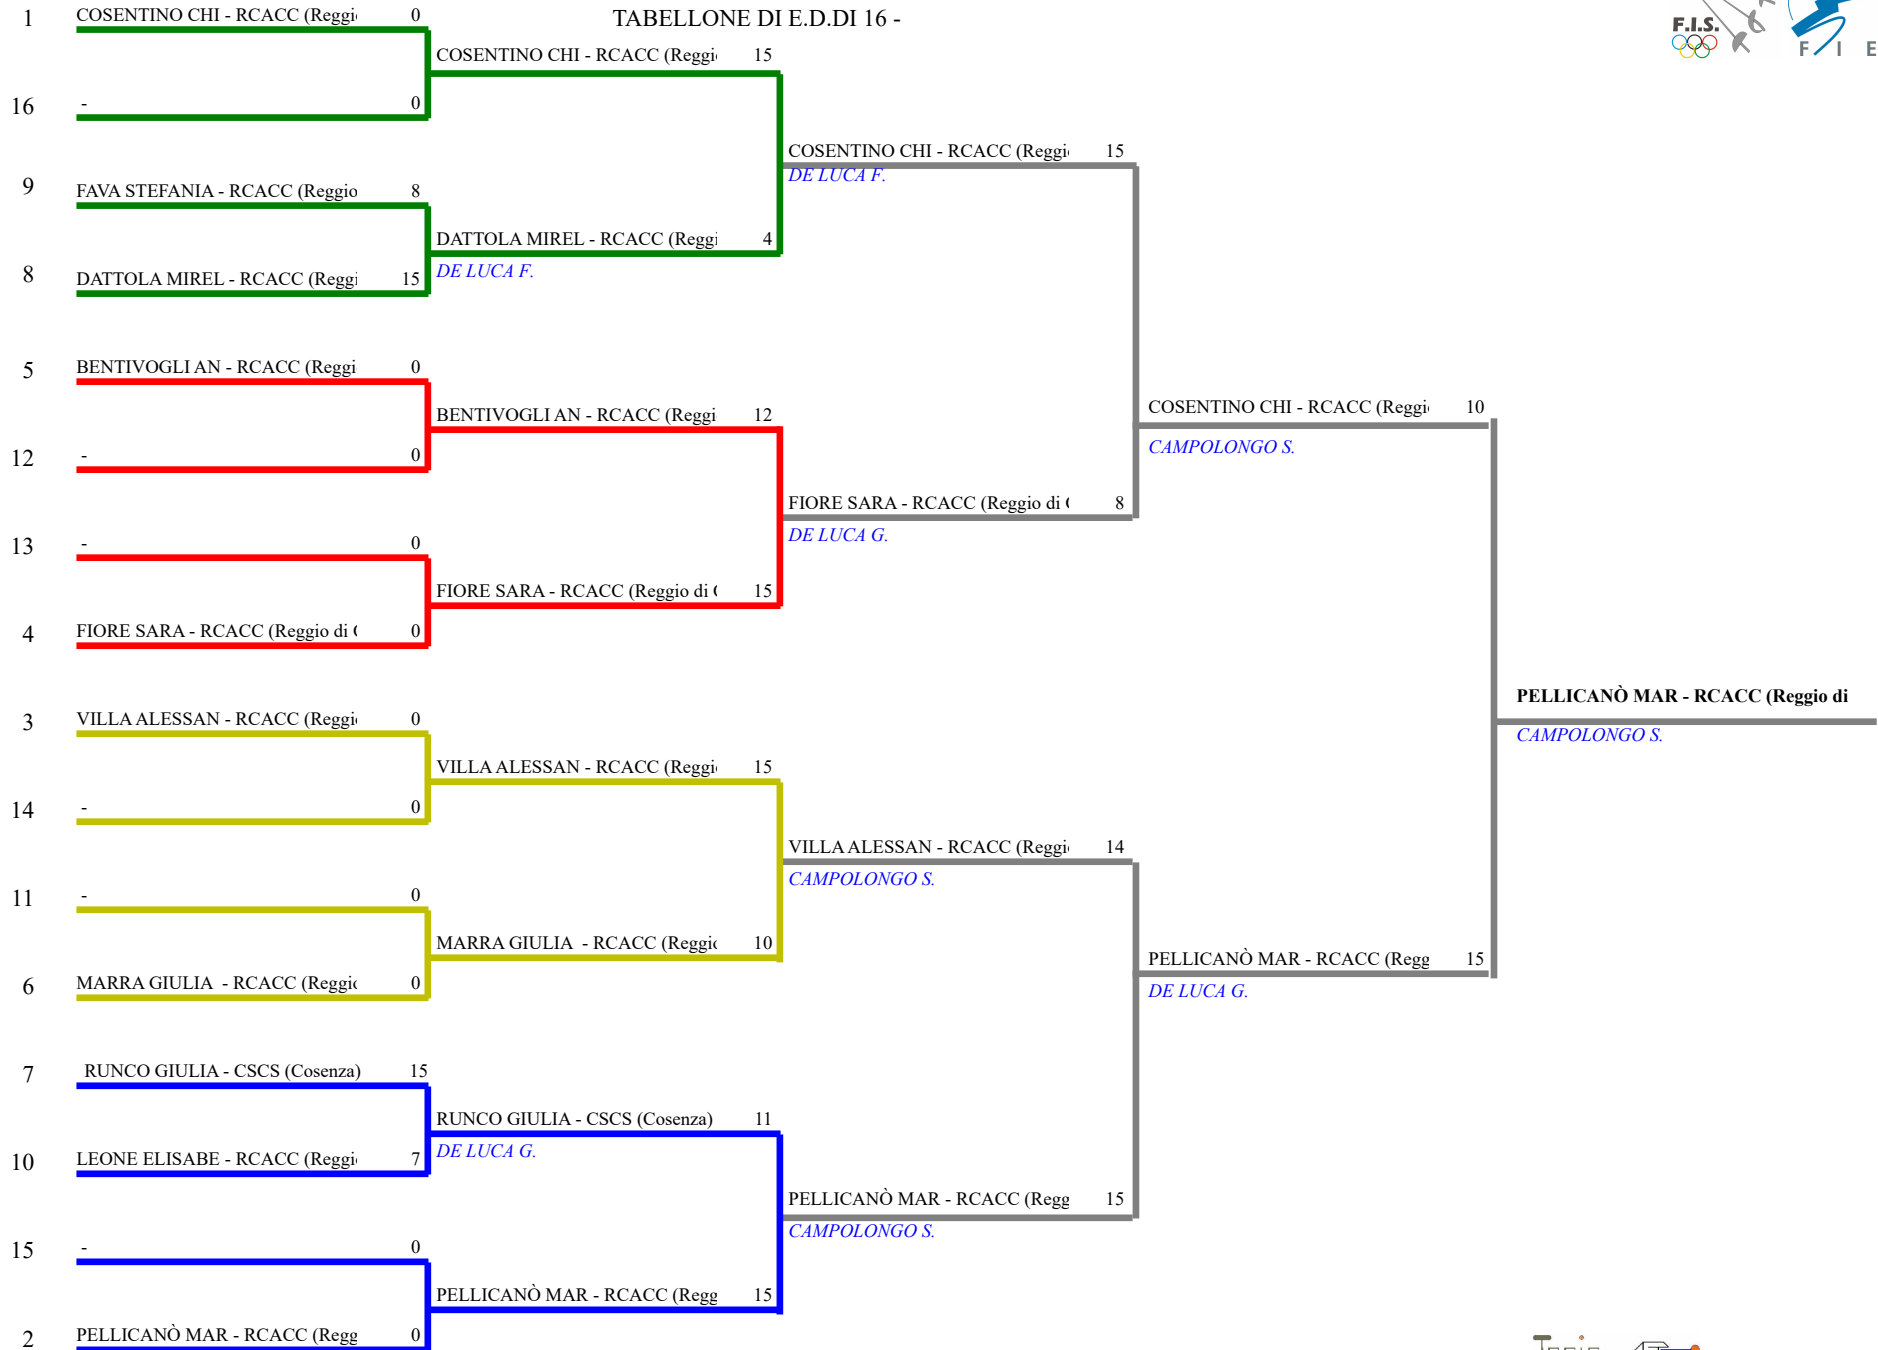 TABELLONE DI E.D.DI 16 -
F.I.S.
F I E
1 COSENTINO CHI - RCACC (Reggi 0
COSENTINO CHI - RCACC (Reggi 15
16 - 0
COSENTINO CHI - RCACC (Reggi 15
DE LUCA F.
9 FAVA STEFANIA - RCACC (Reggio 8
DATTOLA MIREL - RCACC (Reggi 4
DE LUCA F.
8 DATTOLA MIREL - RCACC (Reggi 15
5 BENTIVOGLI AN - RCACC (Reggi 0
BENTIVOGLI AN - RCACC (Reggi 12
COSENTINO CHI - RCACC (Reggi 10
CAMPOLONGO S.
12 - 0
FIORE SARA - RCACC (Reggio di 8
DE LUCA G.
13 - 0
FIORE SARA - RCACC (Reggio di 15
4 FIORE SARA - RCACC (Reggio di 0
PELLICANÒ MAR - RCACC (Reggio di
CAMPOLONGO S.
3 VILLA ALESSAN - RCACC (Reggi 0
VILLA ALESSAN - RCACC (Reggi 15
14 - 0
VILLA ALESSAN - RCACC (Reggi 14
CAMPOLONGO S.
11 - 0
MARRA GIULIA - RCACC (Reggi 10
PELLICANÒ MAR - RCACC (Regg 15
DE LUCA G.
6 MARRA GIULIA - RCACC (Reggi 0
7 RUNCO GIULIA - CSCS (Cosenza) 15
RUNCO GIULIA - CSCS (Cosenza) 11
DE LUCA G.
10 LEONE ELISABE - RCACC (Reggi 7
PELLICANÒ MAR - RCACC (Regg 15
CAMPOLONGO S.
15 - 0
PELLICANÒ MAR - RCACC (Regg 15
2 PELLICANÒ MAR - RCACC (Regg 0